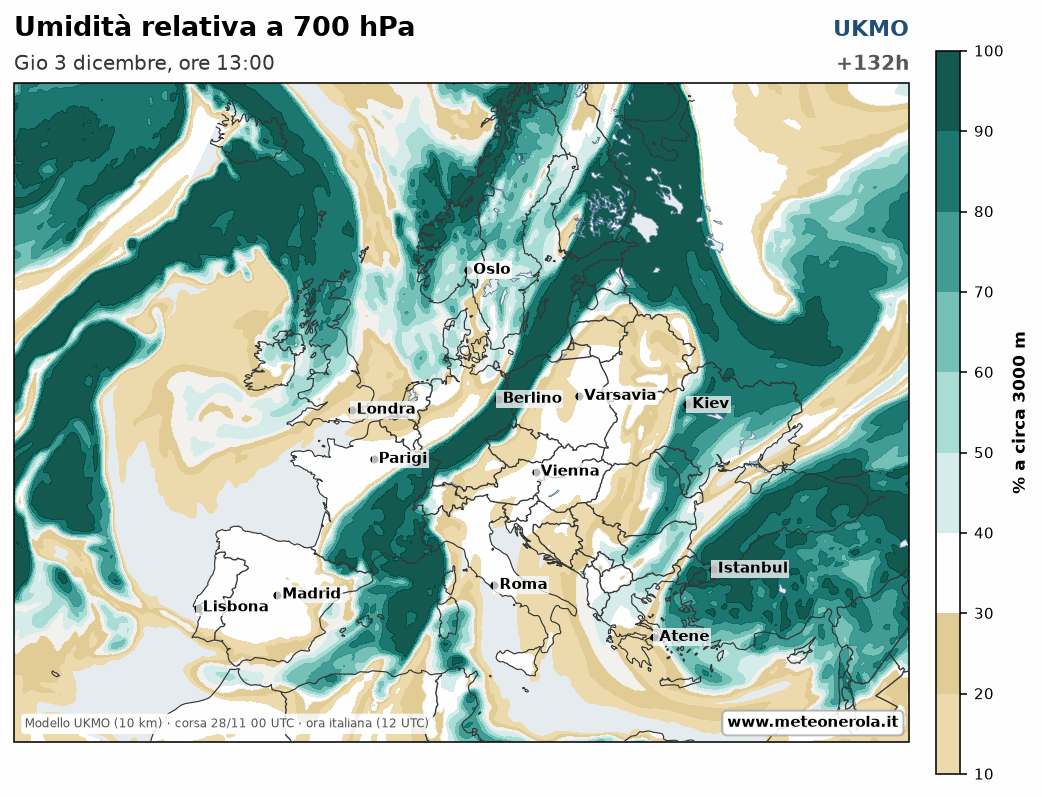 Umidità relativa a 700 hPa
UKMO
Gio 3 dicembre, ore 13:00
+132h
100
90
80
70
60
50
40
30
20
10
% a circa 3000 m
Oslo
Berlino
Varsavia
Kiev
Londra
Parigi
Vienna
Istanbul
Roma
Madrid
Lisbona
Atene
Modello UKMO (10 km) · corsa 28/11 00 UTC · ora italiana (12 UTC)
www.meteonerola.it